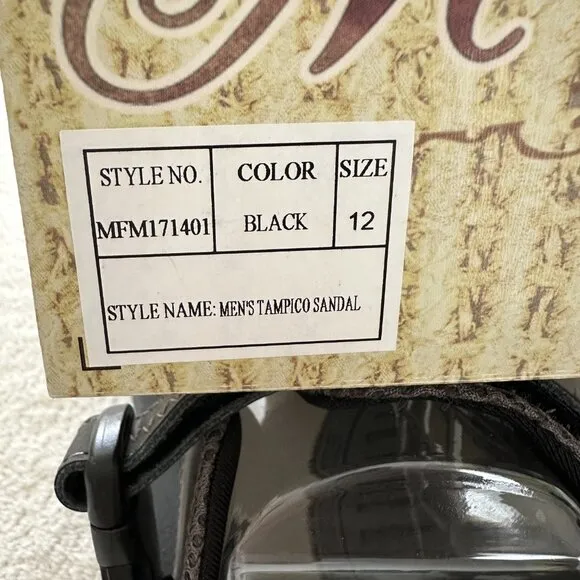 M
STYLE NO. COLOR SIZE
MFM171401 BLACK 12
STYLE NAME: MEN'S TAMPICO SANDAL